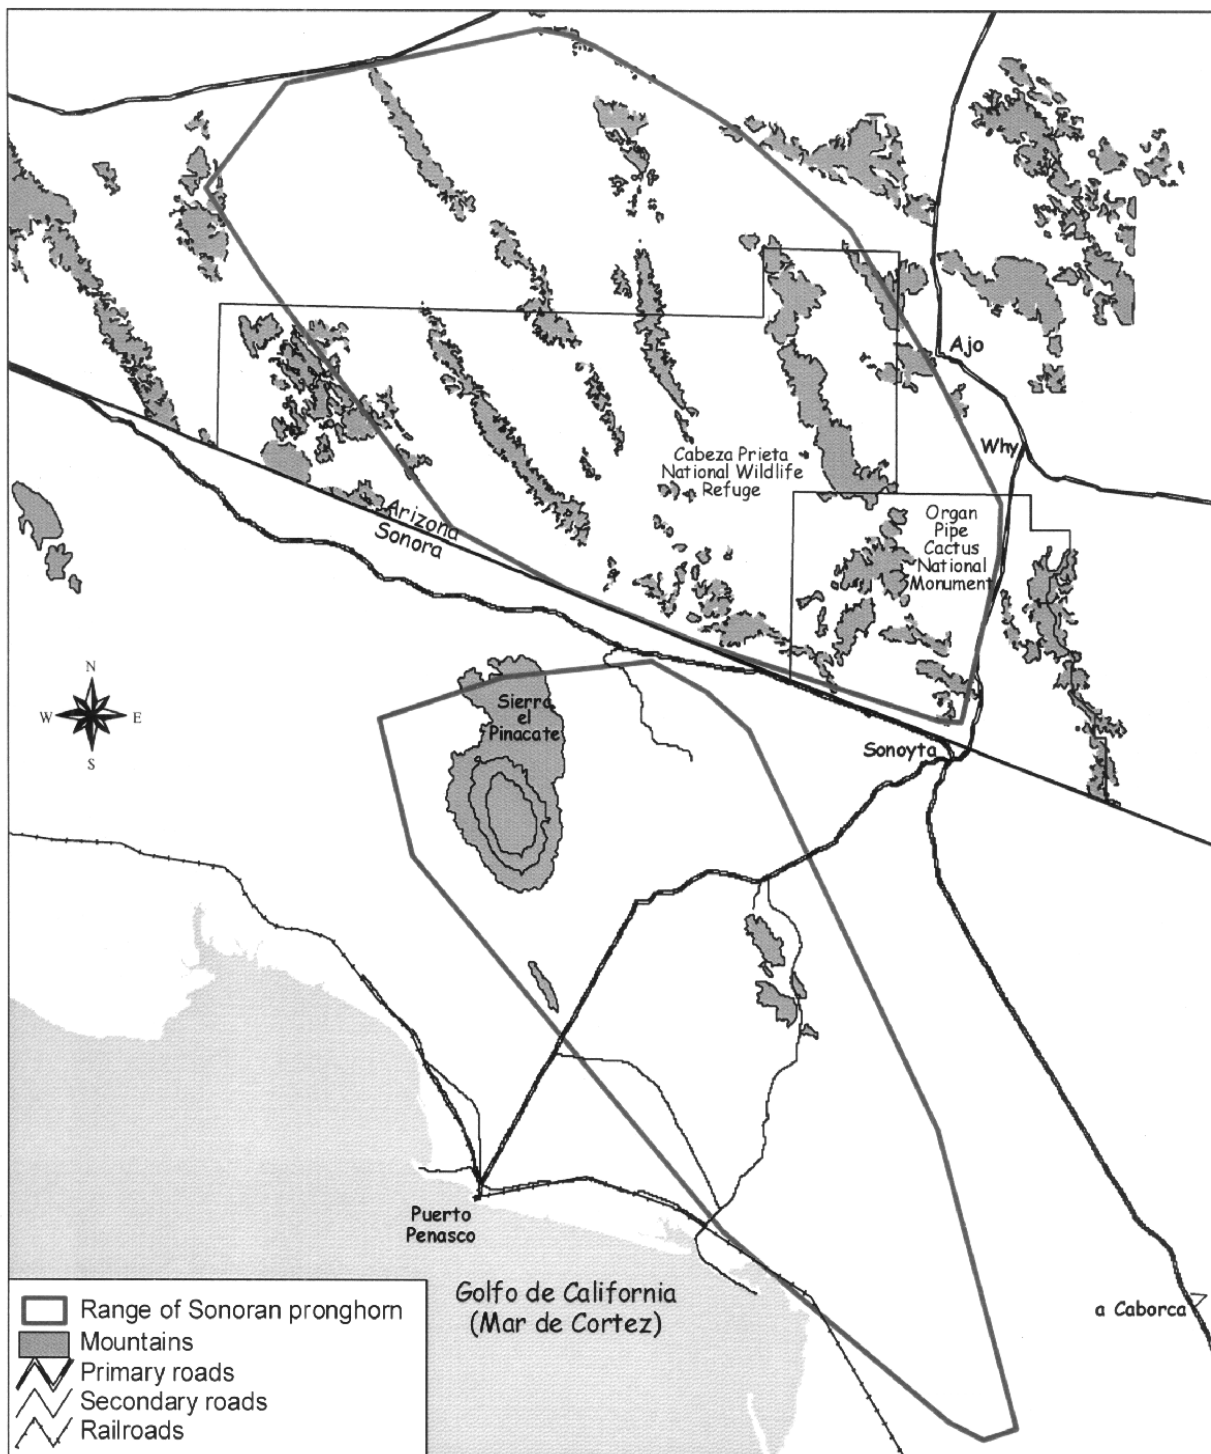 Ajo
Why
Cabeza Prieta
National Wildlife
Refuge
Organ
Pipe
Cactus
National
Monument
Arizona
Sonora
N
W
E
S
Sierra
el
Pinacate
Sonoyta
Puerto
Penasco
Golfo de California
(Mar de Cortez)
a Caborca
Range of Sonoran pronghorn
Mountains
Primary roads
Secondary roads
Railroads